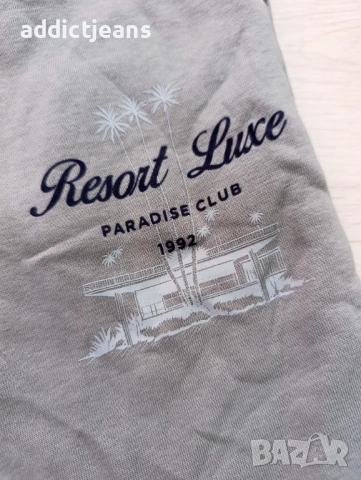 addictjeans
Resort Luxe
PARADISE CLUB
1992
BAZAR